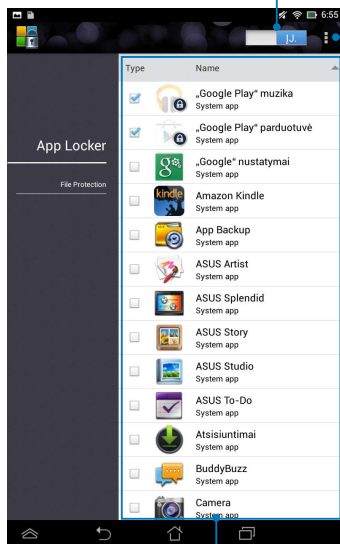 6:55
IJ.
App Locker
File Protection
Type Name
„Google Play“ muzika
System app
„Google Play“ parduotuvė
System app
„Google“ nustatymai
System app
kindle
Amazon Kindle
System app
App Backup
System app
ASUS Artist
System app
ASUS Splendid
System app
ASUS Story
System app
ASUS Studio
System app
ASUS To-Do
System app
Atsisiuntimai
System app
BuddyBuzz
System app
Camera
System app